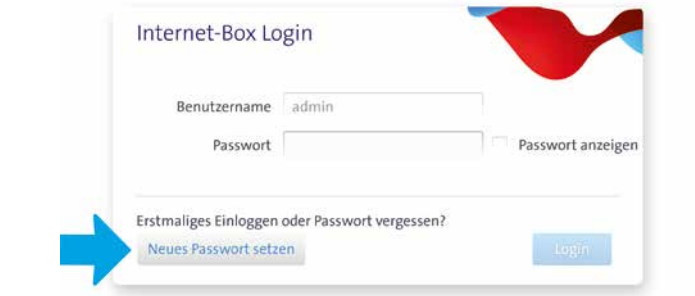 Internet-Box Login
Benutzername admin
Passwort Passwort anzeigen
Erstmaliges Einloggen oder Passwort vergessen?
Neues Passwort setzen Login